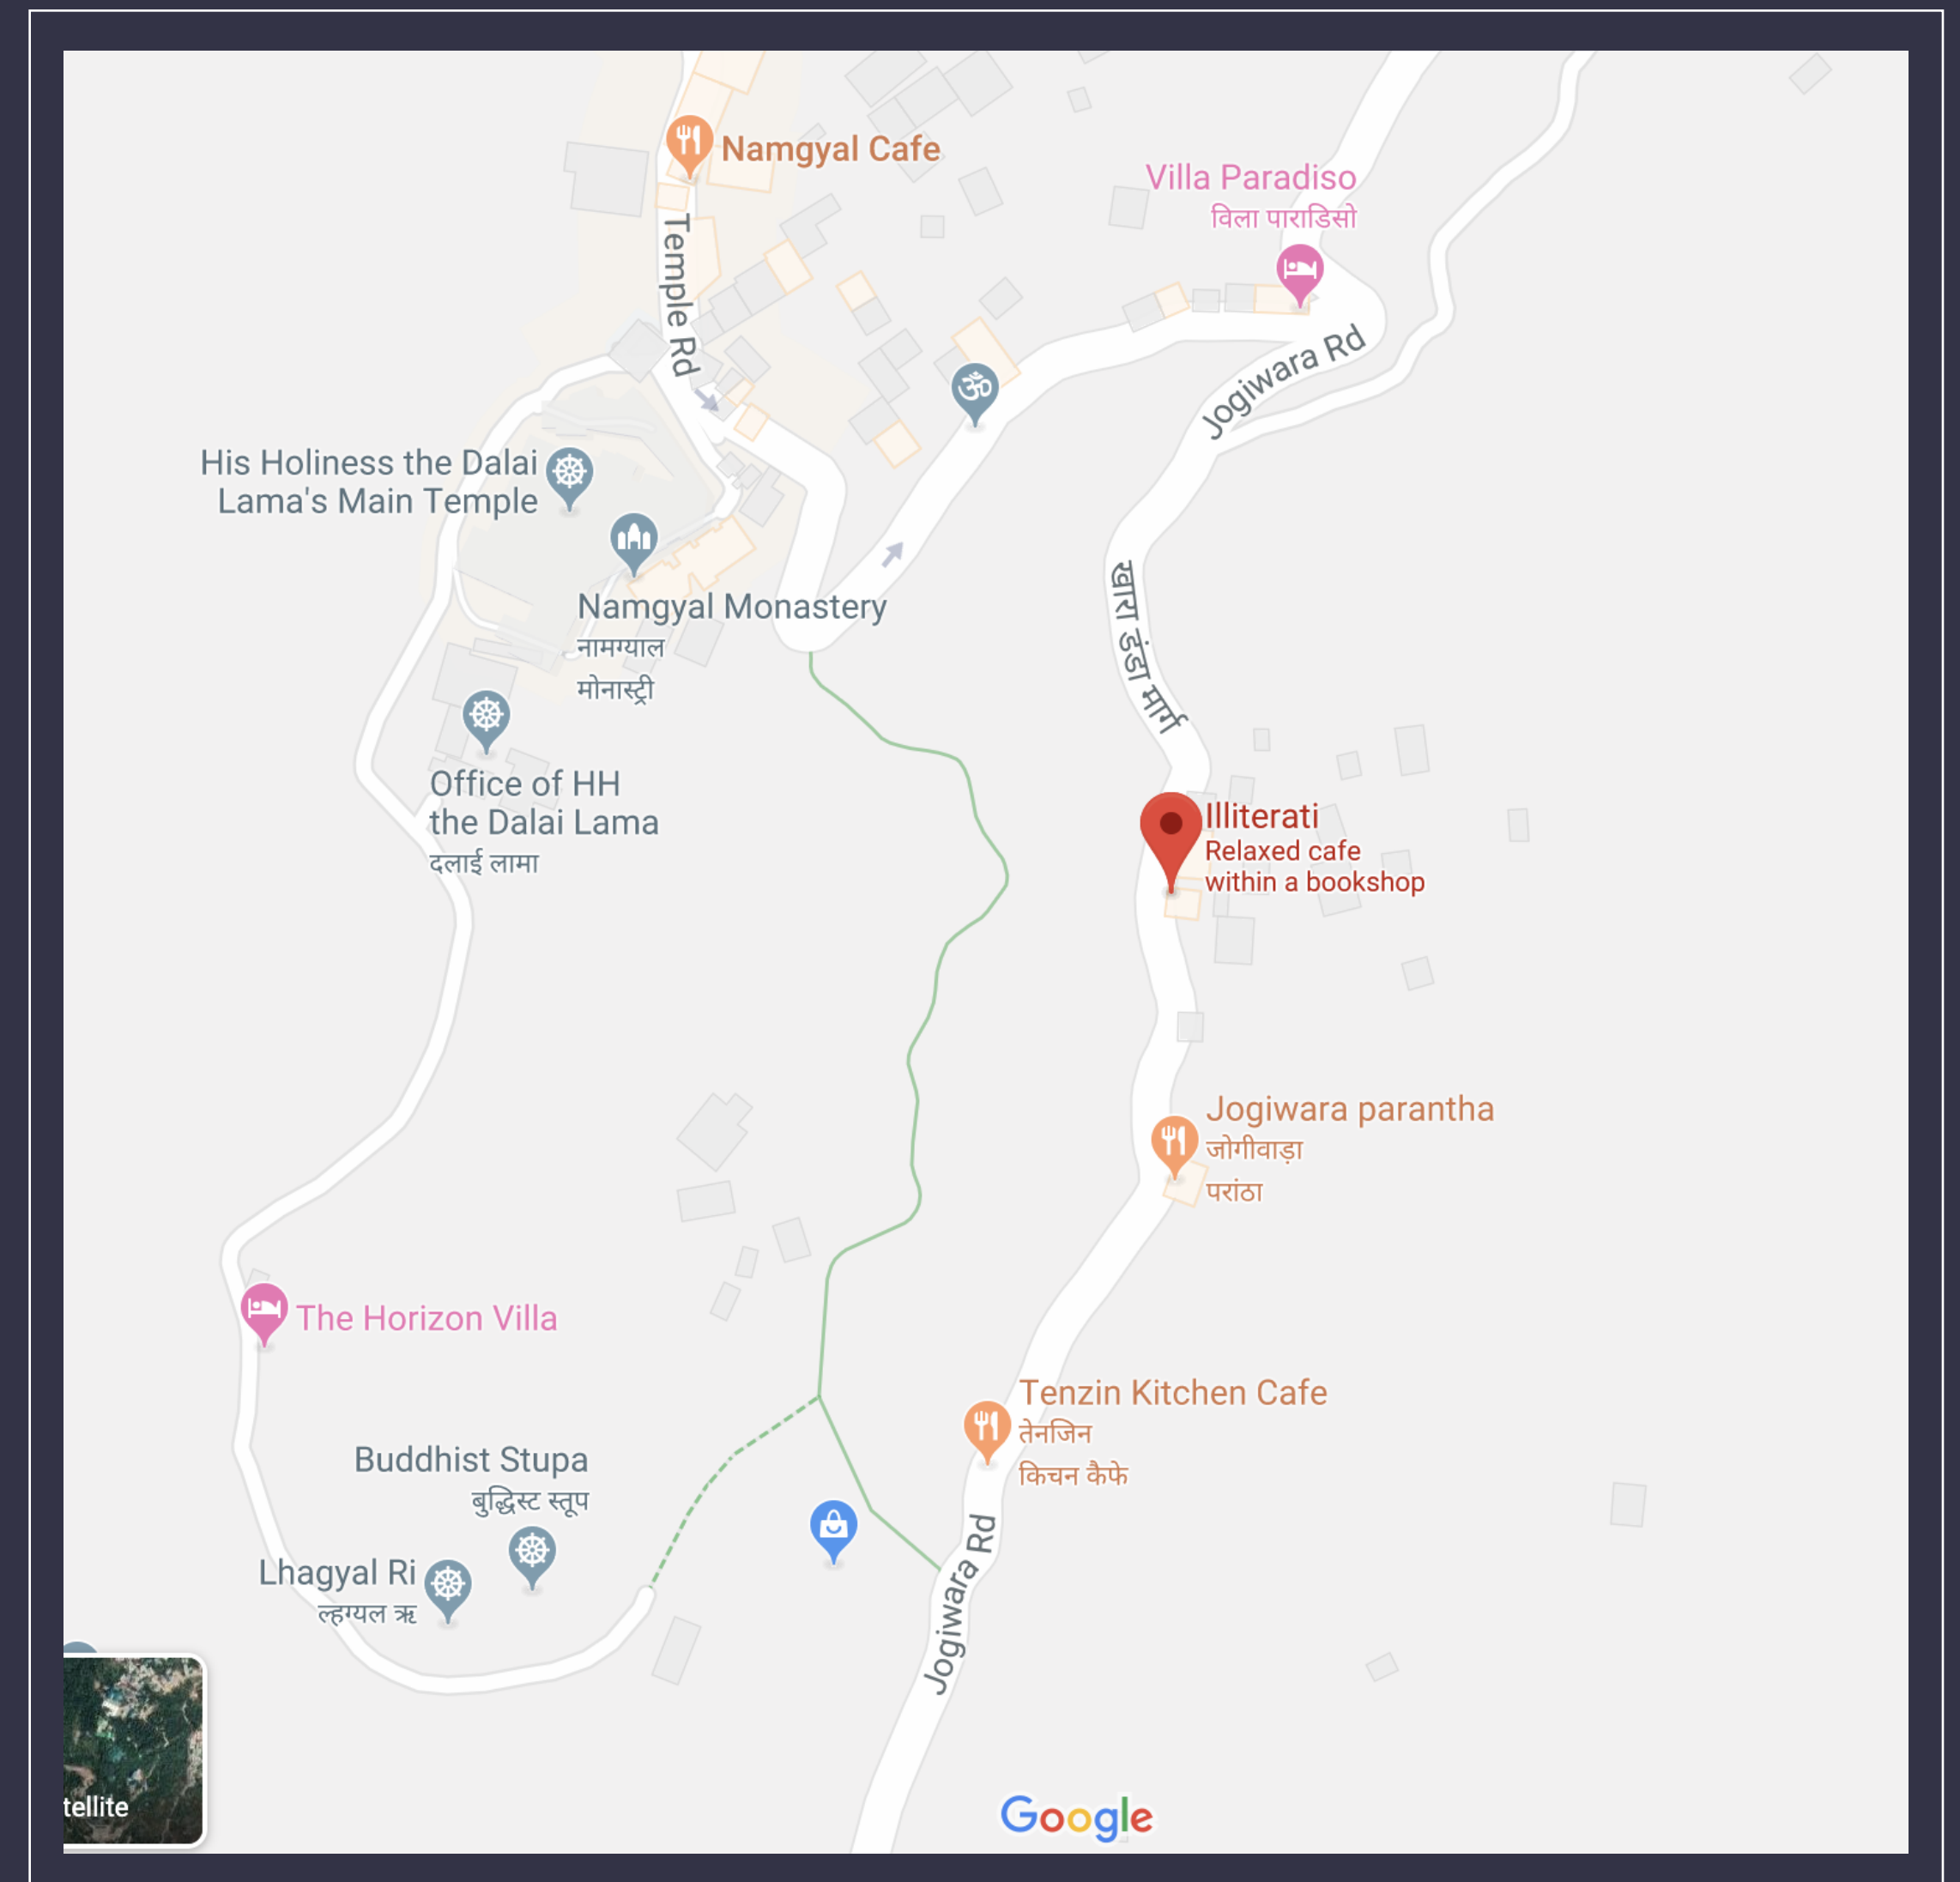 Namgyal Cafe
Villa Paradiso
विला पाराडिसो
Temple Rd
Jogiwara Rd
ॐ
His Holiness the Dalai
Lama's Main Temple
Namgyal Monastery
नामग्याल
मोनास्ट्री
खारा डंडा मार्ग
Office of HH
the Dalai Lama
दलाई लामा
Illiterati
Relaxed cafe
within a bookshop
Jogiwara parantha
जोगीवाड़ा
परांठा
The Horizon Villa
Tenzin Kitchen Cafe
तेनजिन
किचन कैफे
Buddhist Stupa
बुद्धिस्ट स्तूप
Lhagyal Ri
ल्हग्यल ऋ
Jogiwara Rd
tellite
Google